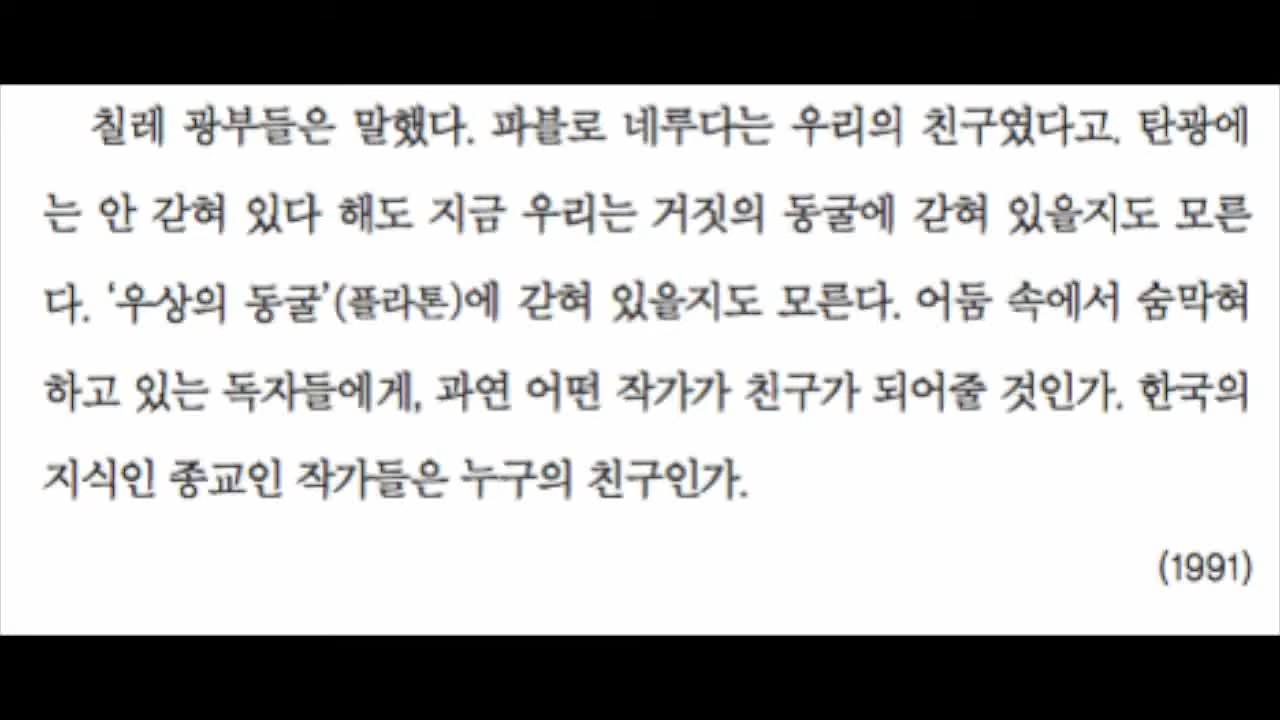 칠레 광부들은 말했다. 파블로 네루다는 우리의 친구였다고. 탄광에
는 안 갇혀 있다 해도 지금 우리는 거짓의 동굴에 갇혀 있을지도 모른
다. ‘우상의 동굴’(플라톤)에 갇혀 있을지도 모른다. 어둠 속에서 숨막혀
하고 있는 독자들에게, 과연 어떤 작가가 친구가 되어줄 것인가. 한국의
지식인 종교인 작가들은 누구의 친구인가.
(1991)